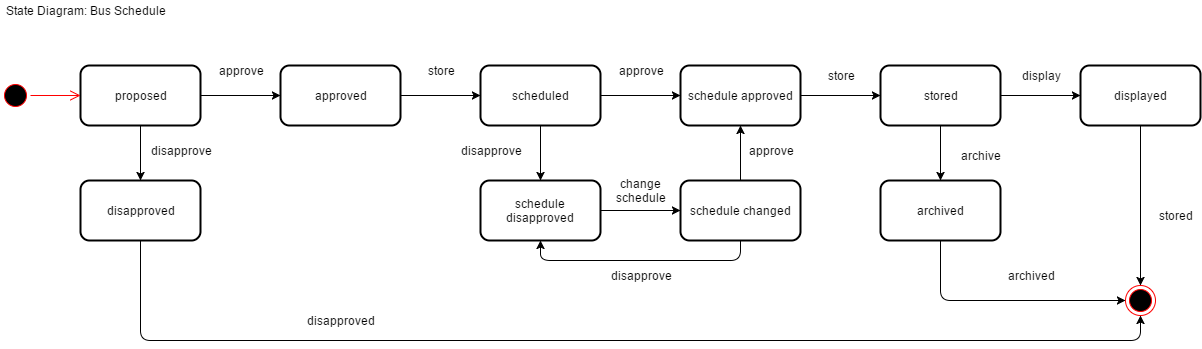 State Diagram: Bus Schedule
approve
store
approve
store
display
proposed
approved
scheduled
schedule approved
stored
displayed
disapprove
disapprove
approve
archive
change
schedule
disapproved
schedule
disapproved
schedule changed
archived
stored
disapprove
archived
disapproved